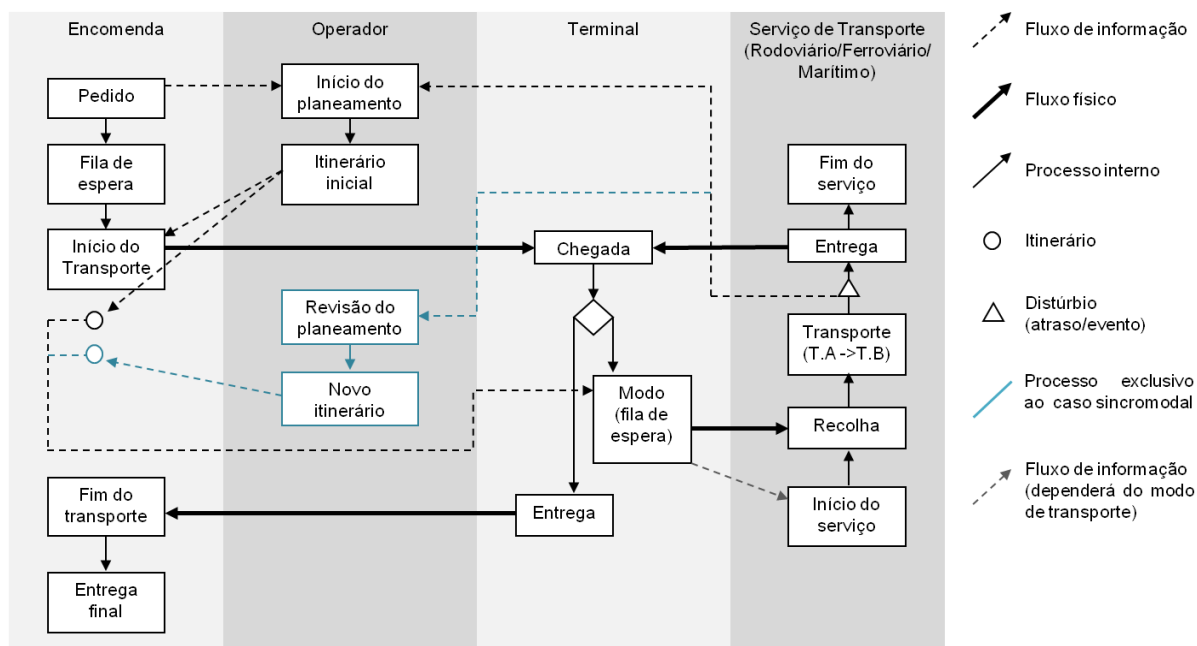 Encomenda
Operador
Terminal
Serviço de Transporte
(Rodoviário/Ferroviário/
Marítimo)
Pedido
Fila de
espera
Início do
Transporte
Fim do
transporte
Entrega
final
Início do
planeamento
Itinerário
inicial
Revisão do
planeamento
Novo
itinerário
Chegada
Modo
(fila de
espera)
Entrega
Fim do
serviço
Entrega
Transporte
(T.A ->T.B)
Recolha
Início do
serviço
Fluxo de informação
Fluxo físico
Processo interno
Itinerário
Distúrbio
(atraso/evento)
Processo exclusivo
ao caso sincromodal
Fluxo de informação
(dependerá do modo
de transporte)